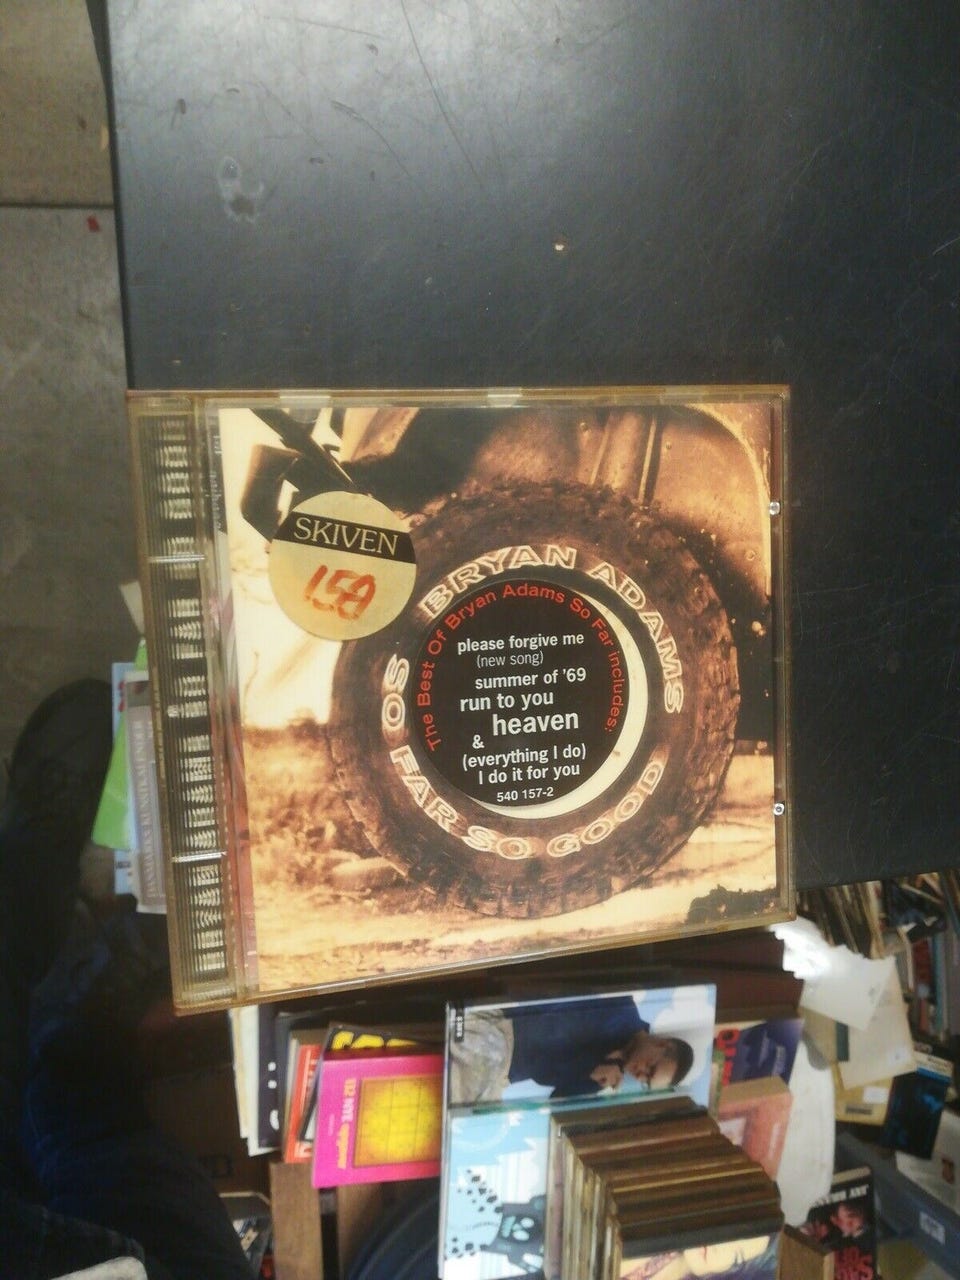 SKIVEN
159
BRYAN ADAMS
SO FAR SO GOOD
The Best Of Bryan Adams So Far includes:
please forgive me
(new song)
summer of '69
run to you
heaven
&
(everything I do)
I do it for you
540 157-2